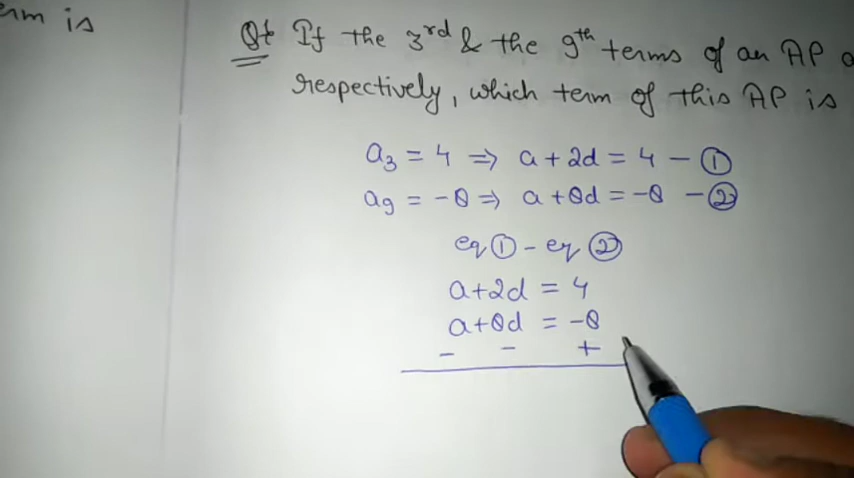 is
Q7 If the 3rd & the 9th terms of an AP
respectively, which term of this AP is
a₃ = 4 ⇒ a + 2d = 4 - ①
a₉ = -8 ⇒ a + 8d = -8 - ②
eq ① - eq ②
a + 2d = 4
a + 8d = -8
- - +